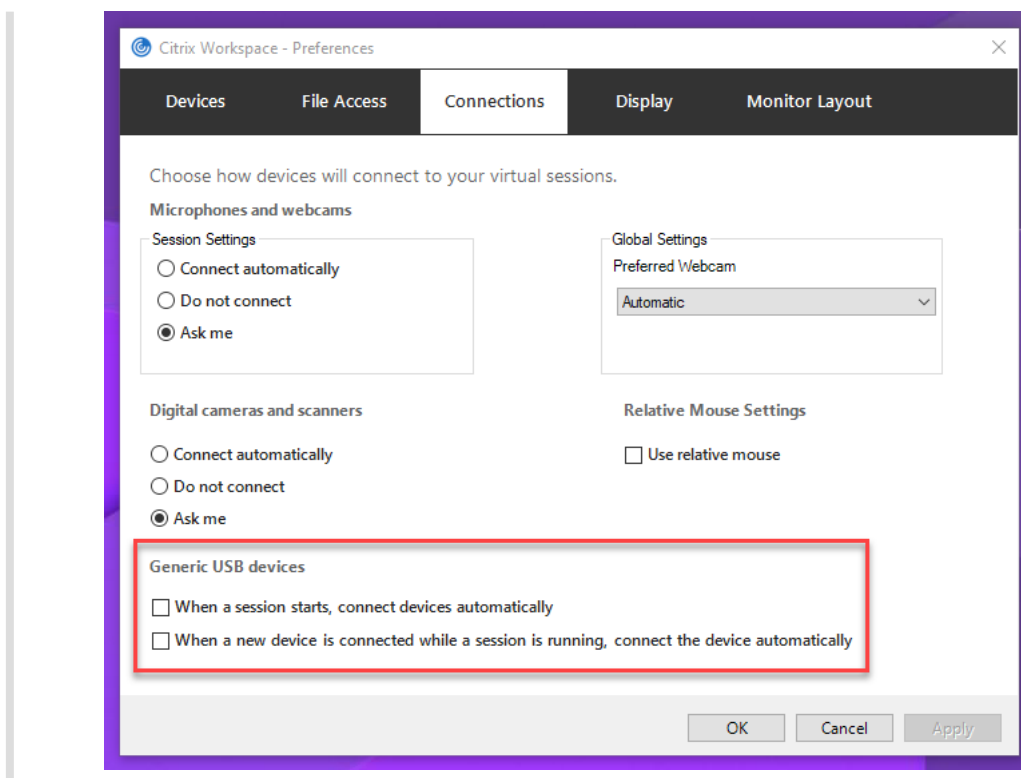 Citrix Workspace - Preferences
Devices File Access Connections Display Monitor Layout
Choose how devices will connect to your virtual sessions.
Microphones and webcams
Session Settings
Connect automatically
Do not connect
Ask me
Global Settings
Preferred Webcam
Automatic
Digital cameras and scanners
Connect automatically
Do not connect
Ask me
Relative Mouse Settings
Use relative mouse
Generic USB devices
When a session starts, connect devices automatically
When a new device is connected while a session is running, connect the device automatically
OK Cancel Apply